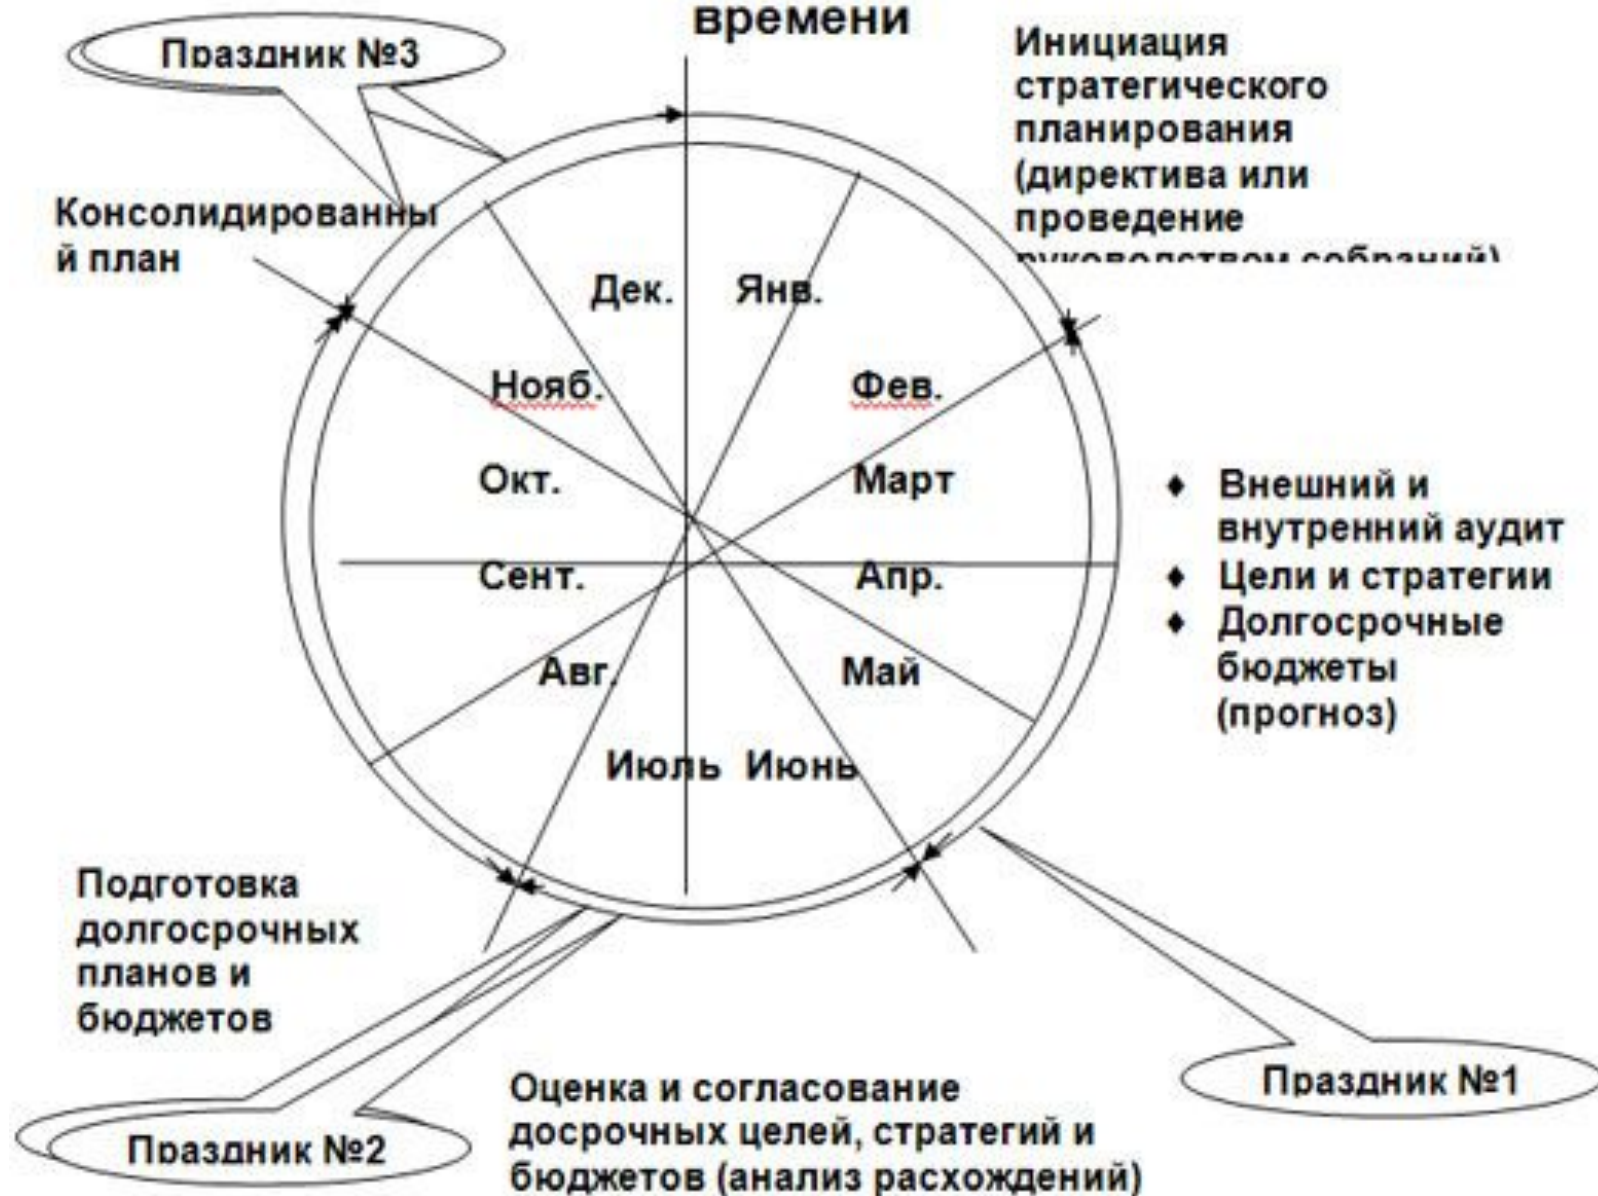 времени
Праздник №3
Инициация
стратегического
планирования
(директива или
проведение
руководством собраний)
Консолидированны
й план
Дек.
Янв.
Нояб.
Фев.
Окт.
Март
Сент.
Апр.
Авг.
Май
Июль
Июнь
♦ Внешний и
внутренний аудит
♦ Цели и стратегии
♦ Долгосрочные
бюджеты
(прогноз)
Подготовка
долгосрочных
планов и
бюджетов
Праздник №1
Праздник №2
Оценка и согласование
досрочных целей, стратегий и
бюджетов (анализ расхождений)